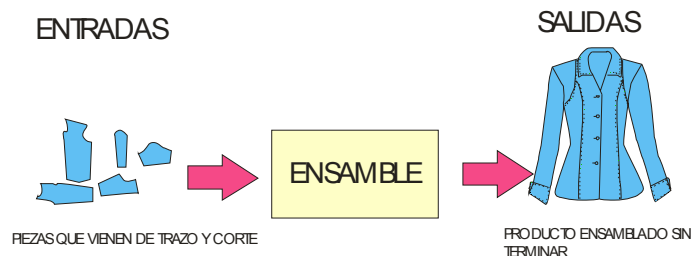 ENTRADAS
SALIDAS
ENSAMBLE
PIEZAS QUE VIENEN DE TRAZO Y CORTE
PRODUCTO ENSAMBLADO SIN
TERMINAR